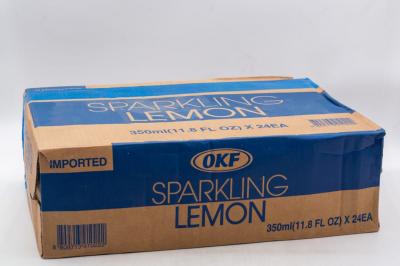 SPARKLING
LEMON
350ml(11.8 FL OZ) X 24EA
IMPORTED
OKF
SPARKLING
LEMON
350ml(11.8 FL OZ) X 24EA